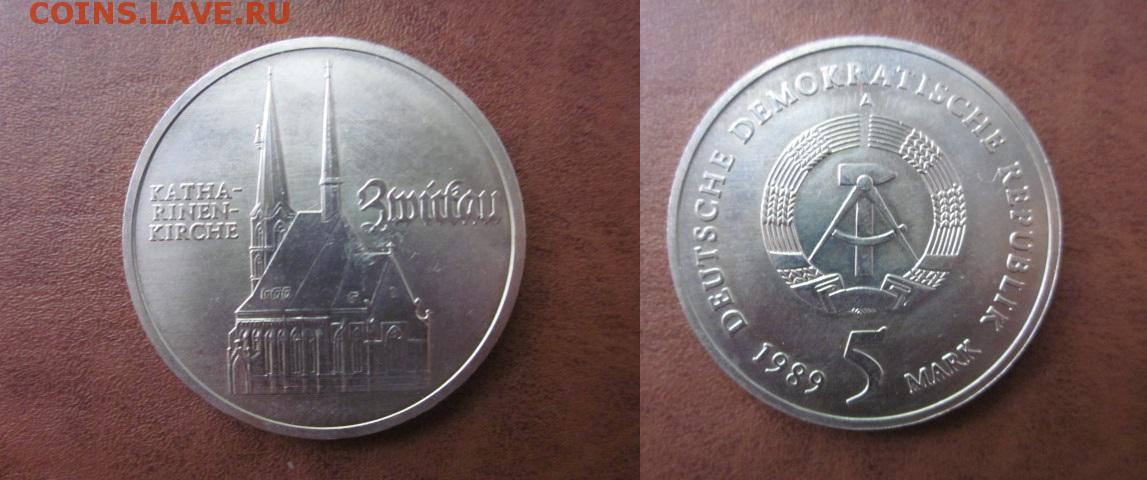 COINS.LAVE.RU
KATHA-
RINEN-
KIRCHE
Zwickau
DEUTSCHE DEMOKRATISCHE REPUBLIK
A
1989 5 MARK